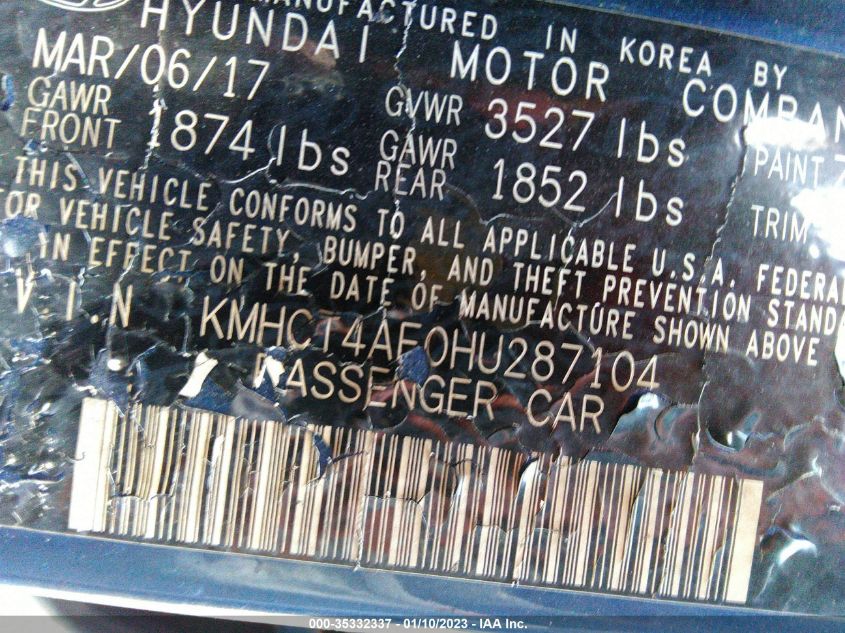 MANUFACTURED IN KOREA BY
HYUNDAI MOTOR COMPAN
MAR/06/17 GVWR 3527 lbs
GAWR FRONT 1874 lbs GAWR REAR 1852 lbs PAINT
TRIM
THIS VEHICLE CONFORMS TO ALL APPLICABLE U.S.A. FEDERAL
OR VEHICLE SAFETY, BUMPER, AND THEFT PREVENTION STANDA
IN EFFECT ON THE DATE OF MANUFACTURE SHOWN ABOVE
V I.N KMHCT4AE0HU287104
PASSENGER CAR
000-35332337 - 01/10/2023 - © IAA, Inc.